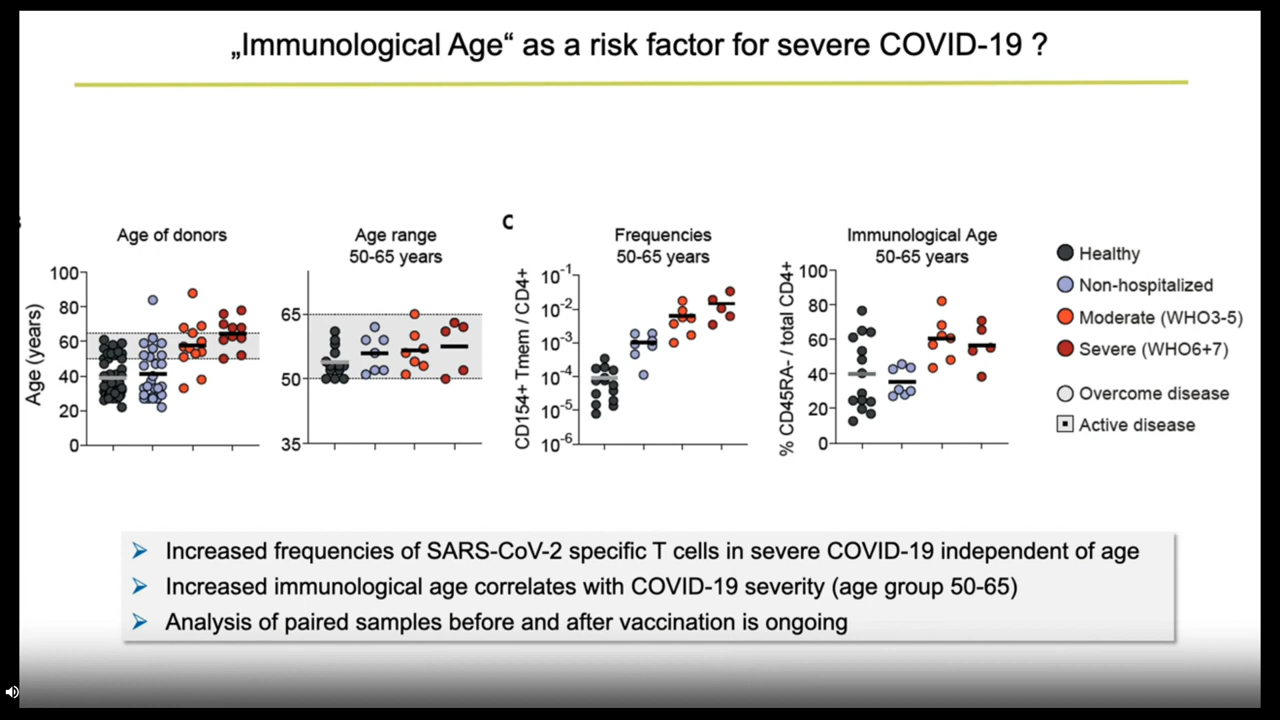 „Immunological Age“ as a risk factor for severe COVID-19 ?
Age of donors
Age (years)
100
80
60
40
20
0
Age range
50-65 years
65
50
35
C
Frequencies
50-65 years
CD154+ Tmem / CD4+
10-1
10-2
10-3
10-4
10-5
10-6
Immunological Age
50-65 years
% CD45RA- / total CD4+
100
80
60
40
20
0
Healthy
Non-hospitalized
Moderate (WHO3-5)
Severe (WHO6+7)
Overcome disease
Active disease
Increased frequencies of SARS-CoV-2 specific T cells in severe COVID-19 independent of age
Increased immunological age correlates with COVID-19 severity (age group 50-65)
Analysis of paired samples before and after vaccination is ongoing